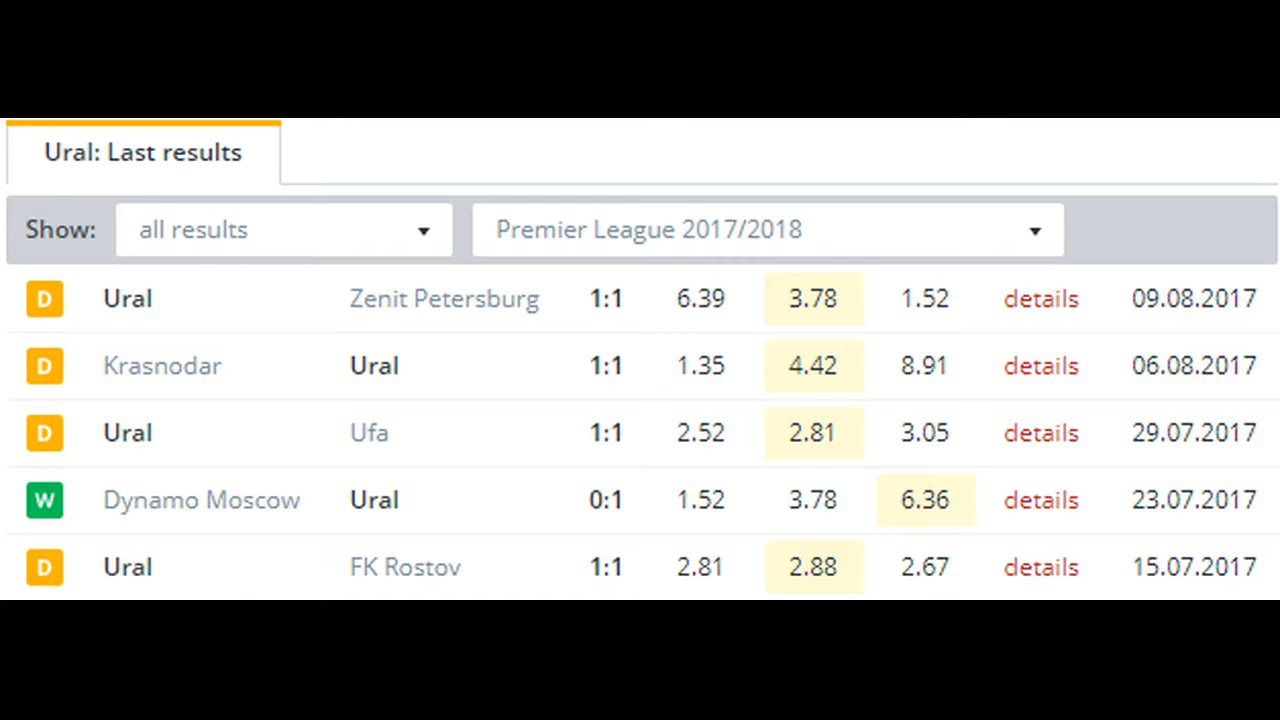 Ural: Last results
Show: all results Premier League 2017/2018
D Ural Zenit Petersburg 1:1 6.39 3.78 1.52 details 09.08.2017
D Krasnodar Ural 1:1 1.35 4.42 8.91 details 06.08.2017
D Ural Ufa 1:1 2.52 2.81 3.05 details 29.07.2017
W Dynamo Moscow Ural 0:1 1.52 3.78 6.36 details 23.07.2017
D Ural FK Rostov 1:1 2.81 2.88 2.67 details 15.07.2017